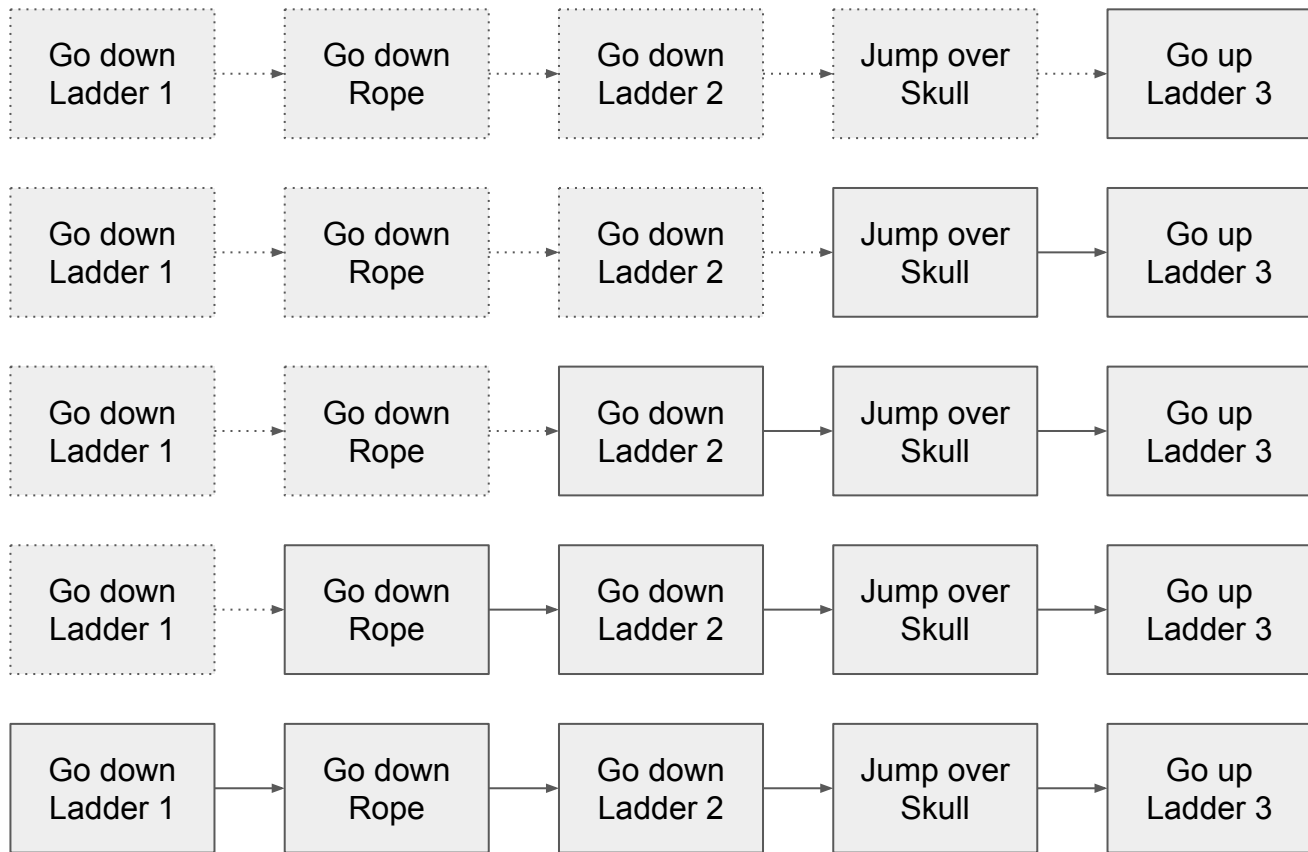 Go down
Ladder 1
Go down
Rope
Go down
Ladder 2
Jump over
Skull
Go up
Ladder 3
Go down
Ladder 1
Go down
Rope
Go down
Ladder 2
Jump over
Skull
Go up
Ladder 3
Go down
Ladder 1
Go down
Rope
Go down
Ladder 2
Jump over
Skull
Go up
Ladder 3
Go down
Ladder 1
Go down
Rope
Go down
Ladder 2
Jump over
Skull
Go up
Ladder 3
Go down
Ladder 1
Go down
Rope
Go down
Ladder 2
Jump over
Skull
Go up
Ladder 3